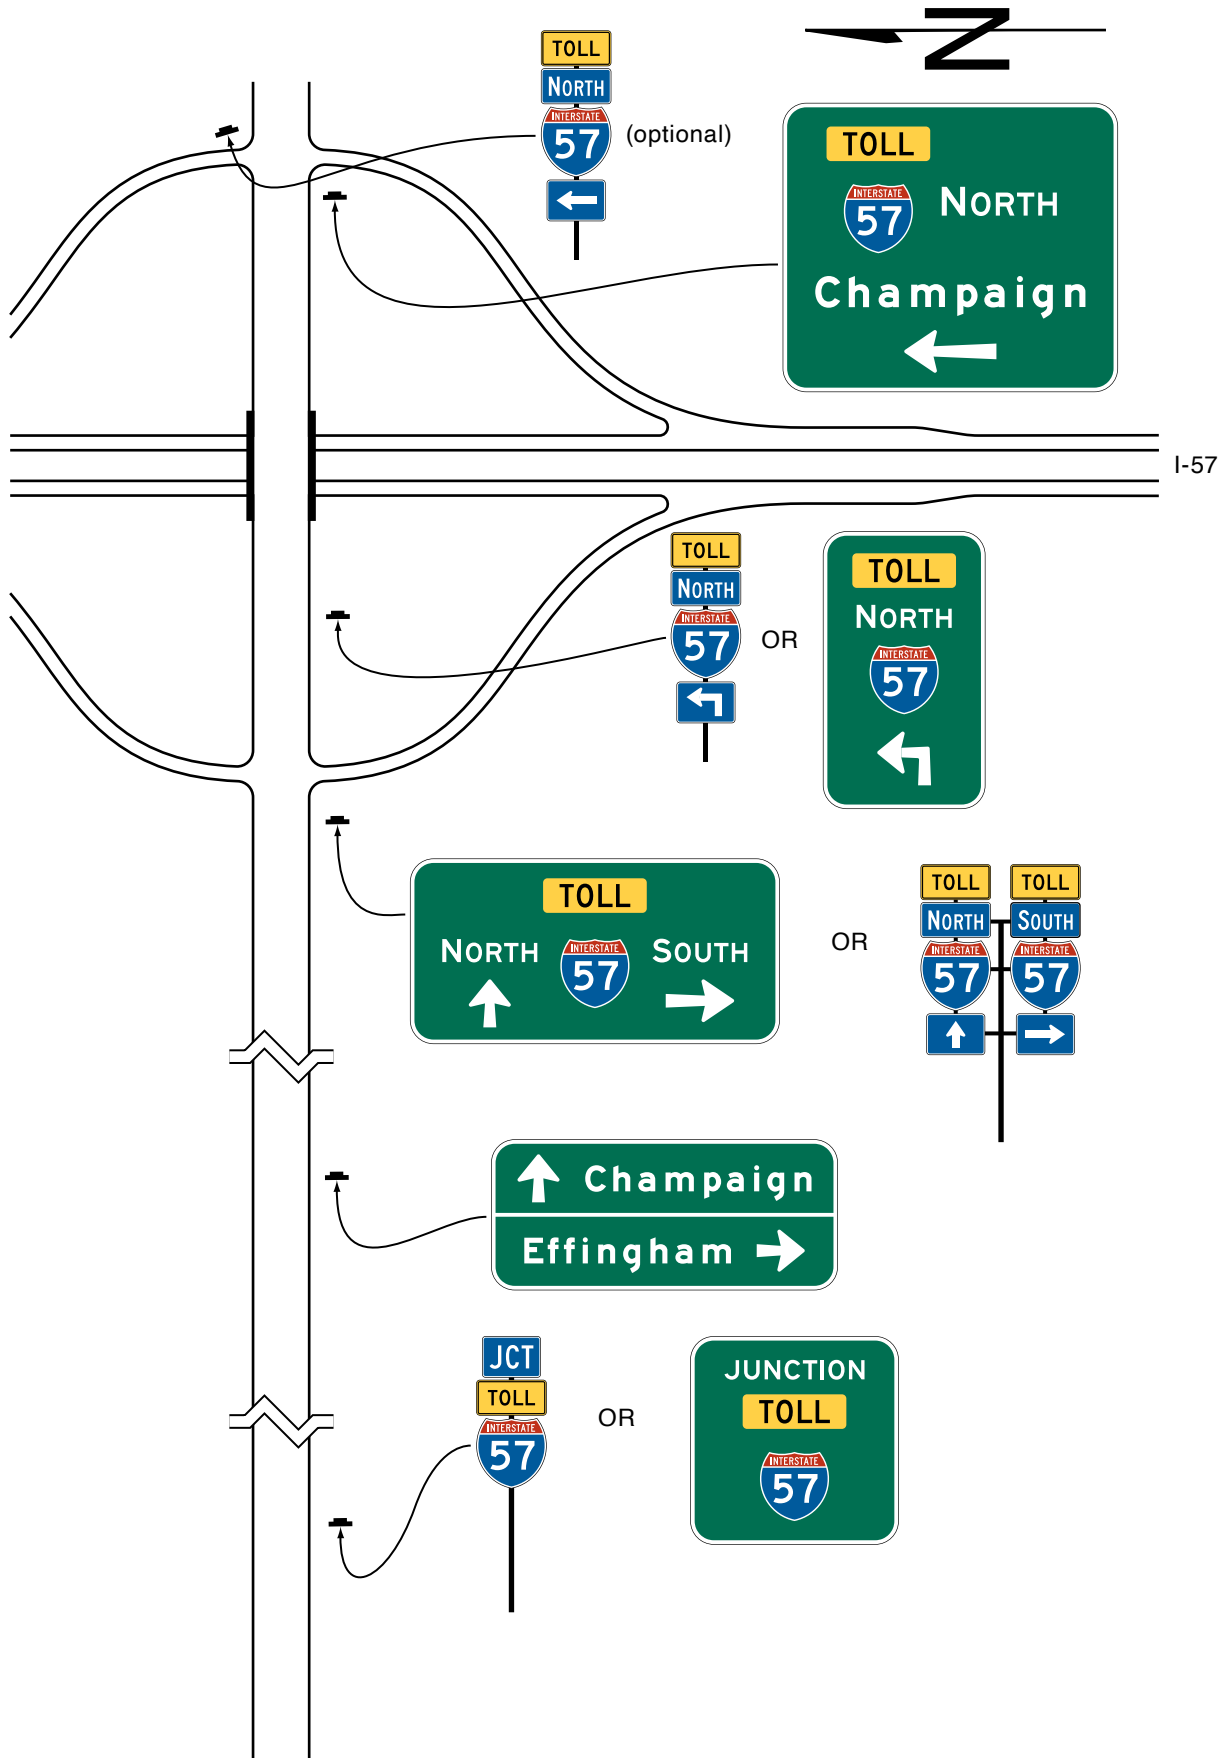 N
TOLL
NORTH
INTERSTATE
57
(optional)
TOLL
INTERSTATE
57
NORTH
Champaign
I-57
TOLL
NORTH
INTERSTATE
57
OR
TOLL
NORTH
INTERSTATE
57
TOLL
NORTH
INTERSTATE
57
SOUTH
OR
TOLL
NORTH
INTERSTATE
57
TOLL
SOUTH
INTERSTATE
57
Champaign
Effingham
JCT
TOLL
INTERSTATE
57
OR
JUNCTION
TOLL
INTERSTATE
57